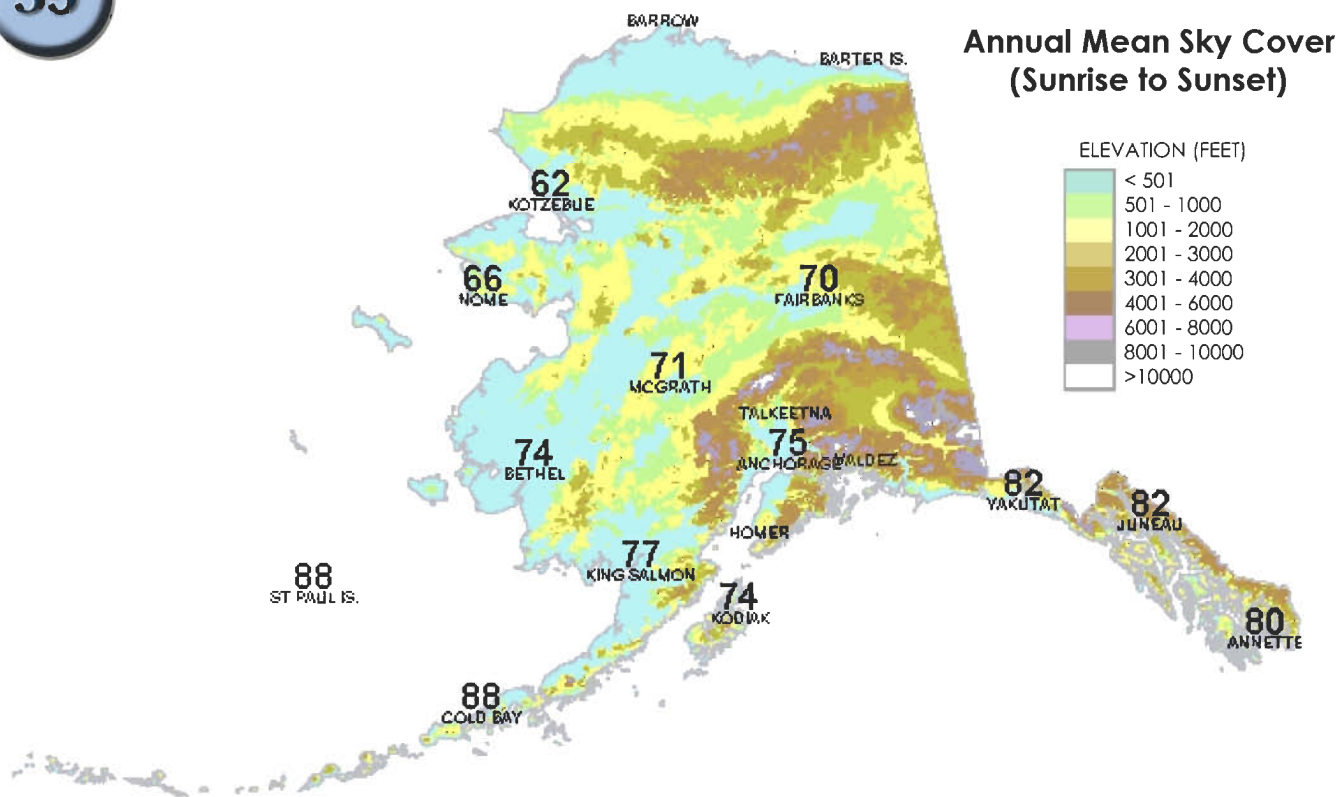 55
BARROW
BARTER IS.
Annual Mean Sky Cover
(Sunrise to Sunset)
ELEVATION (FEET)
< 501
501 - 1000
1001 - 2000
2001 - 3000
3001 - 4000
4001 - 6000
6001 - 8000
8001 - 10000
>10000
62
KOTZEBUE
66
NOME
70
FAIRBANKS
71
MCGRATH
TALKEETNA
75
ANCHORAGE
VALDEZ
74
BETHEL
82
YAKUTAT
82
JUNEAU
HOMER
77
KING SALMON
88
ST PAUL IS.
74
KODIAK
80
ANNETTE
88
COLD BAY